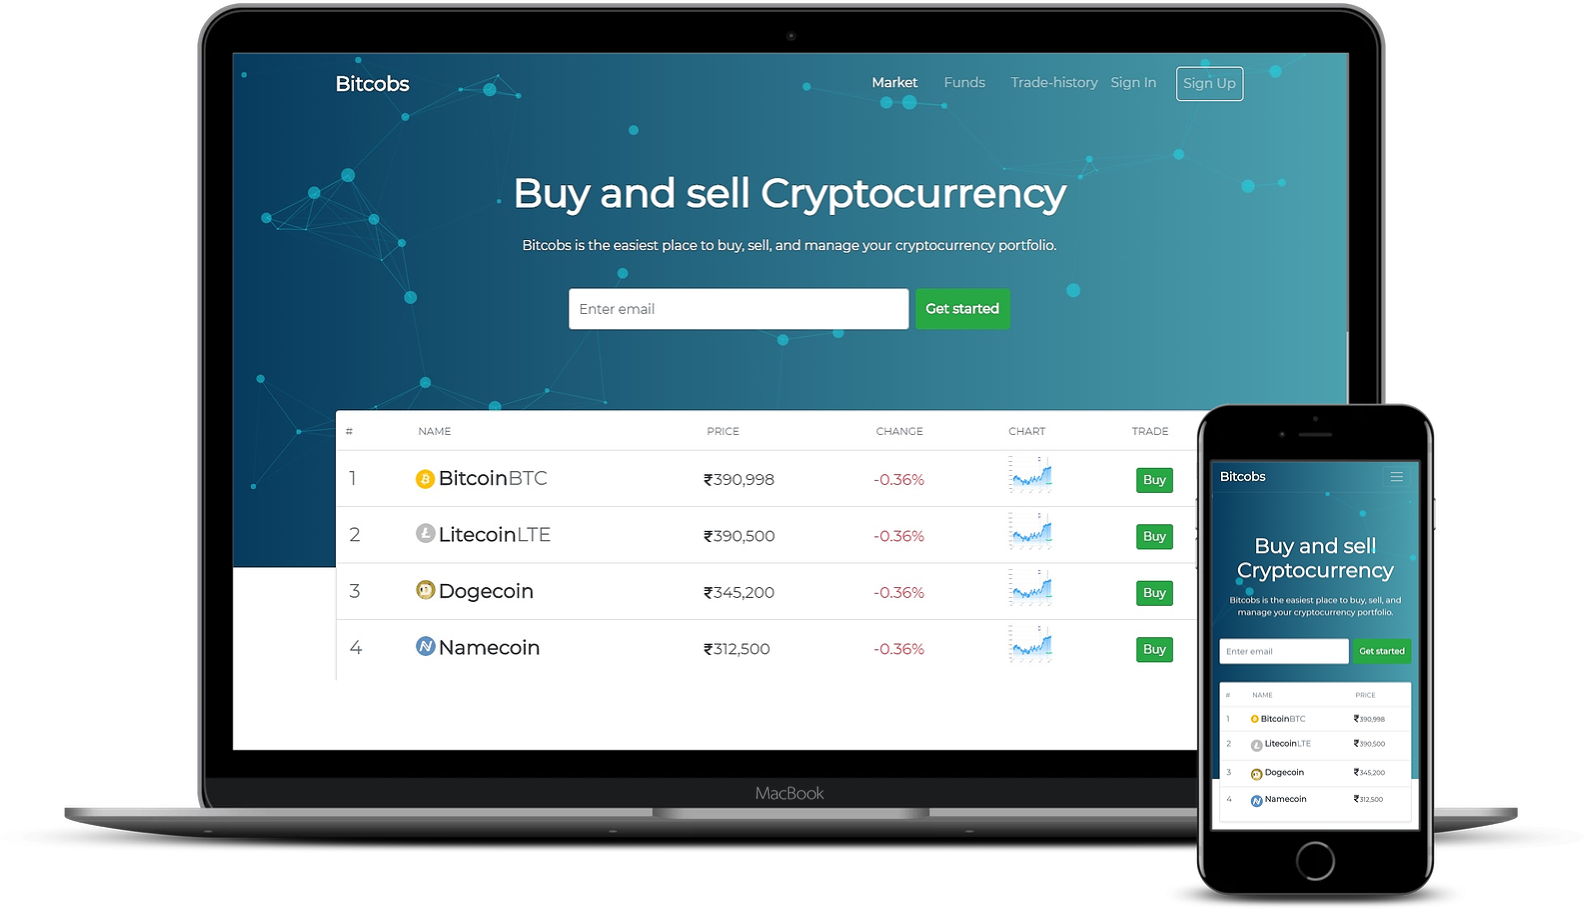 Bitcobs
Market Funds Trade-history Sign In Sign Up
Buy and sell Cryptocurrency
Bitcobs is the easiest place to buy, sell, and manage your cryptocurrency portfolio.
Enter email Get started
# NAME PRICE CHANGE CHART TRADE
1 BitcoinBTC ₹390,998 -0.36% Buy
2 LitecoinLTE ₹390,500 -0.36% Buy
3 Dogecoin ₹345,200 -0.36% Buy
4 Namecoin ₹312,500 -0.36% Buy
MacBook
Bitcobs
Buy and sell
Cryptocurrency
Bitcobs is the easiest place to buy, sell, and
manage your cryptocurrency portfolio.
Enter email Get started
# NAME PRICE
1 BitcoinBTC ₹390,998
2 LitecoinLTE ₹390,500
3 Dogecoin ₹345,200
4 Namecoin ₹312,500